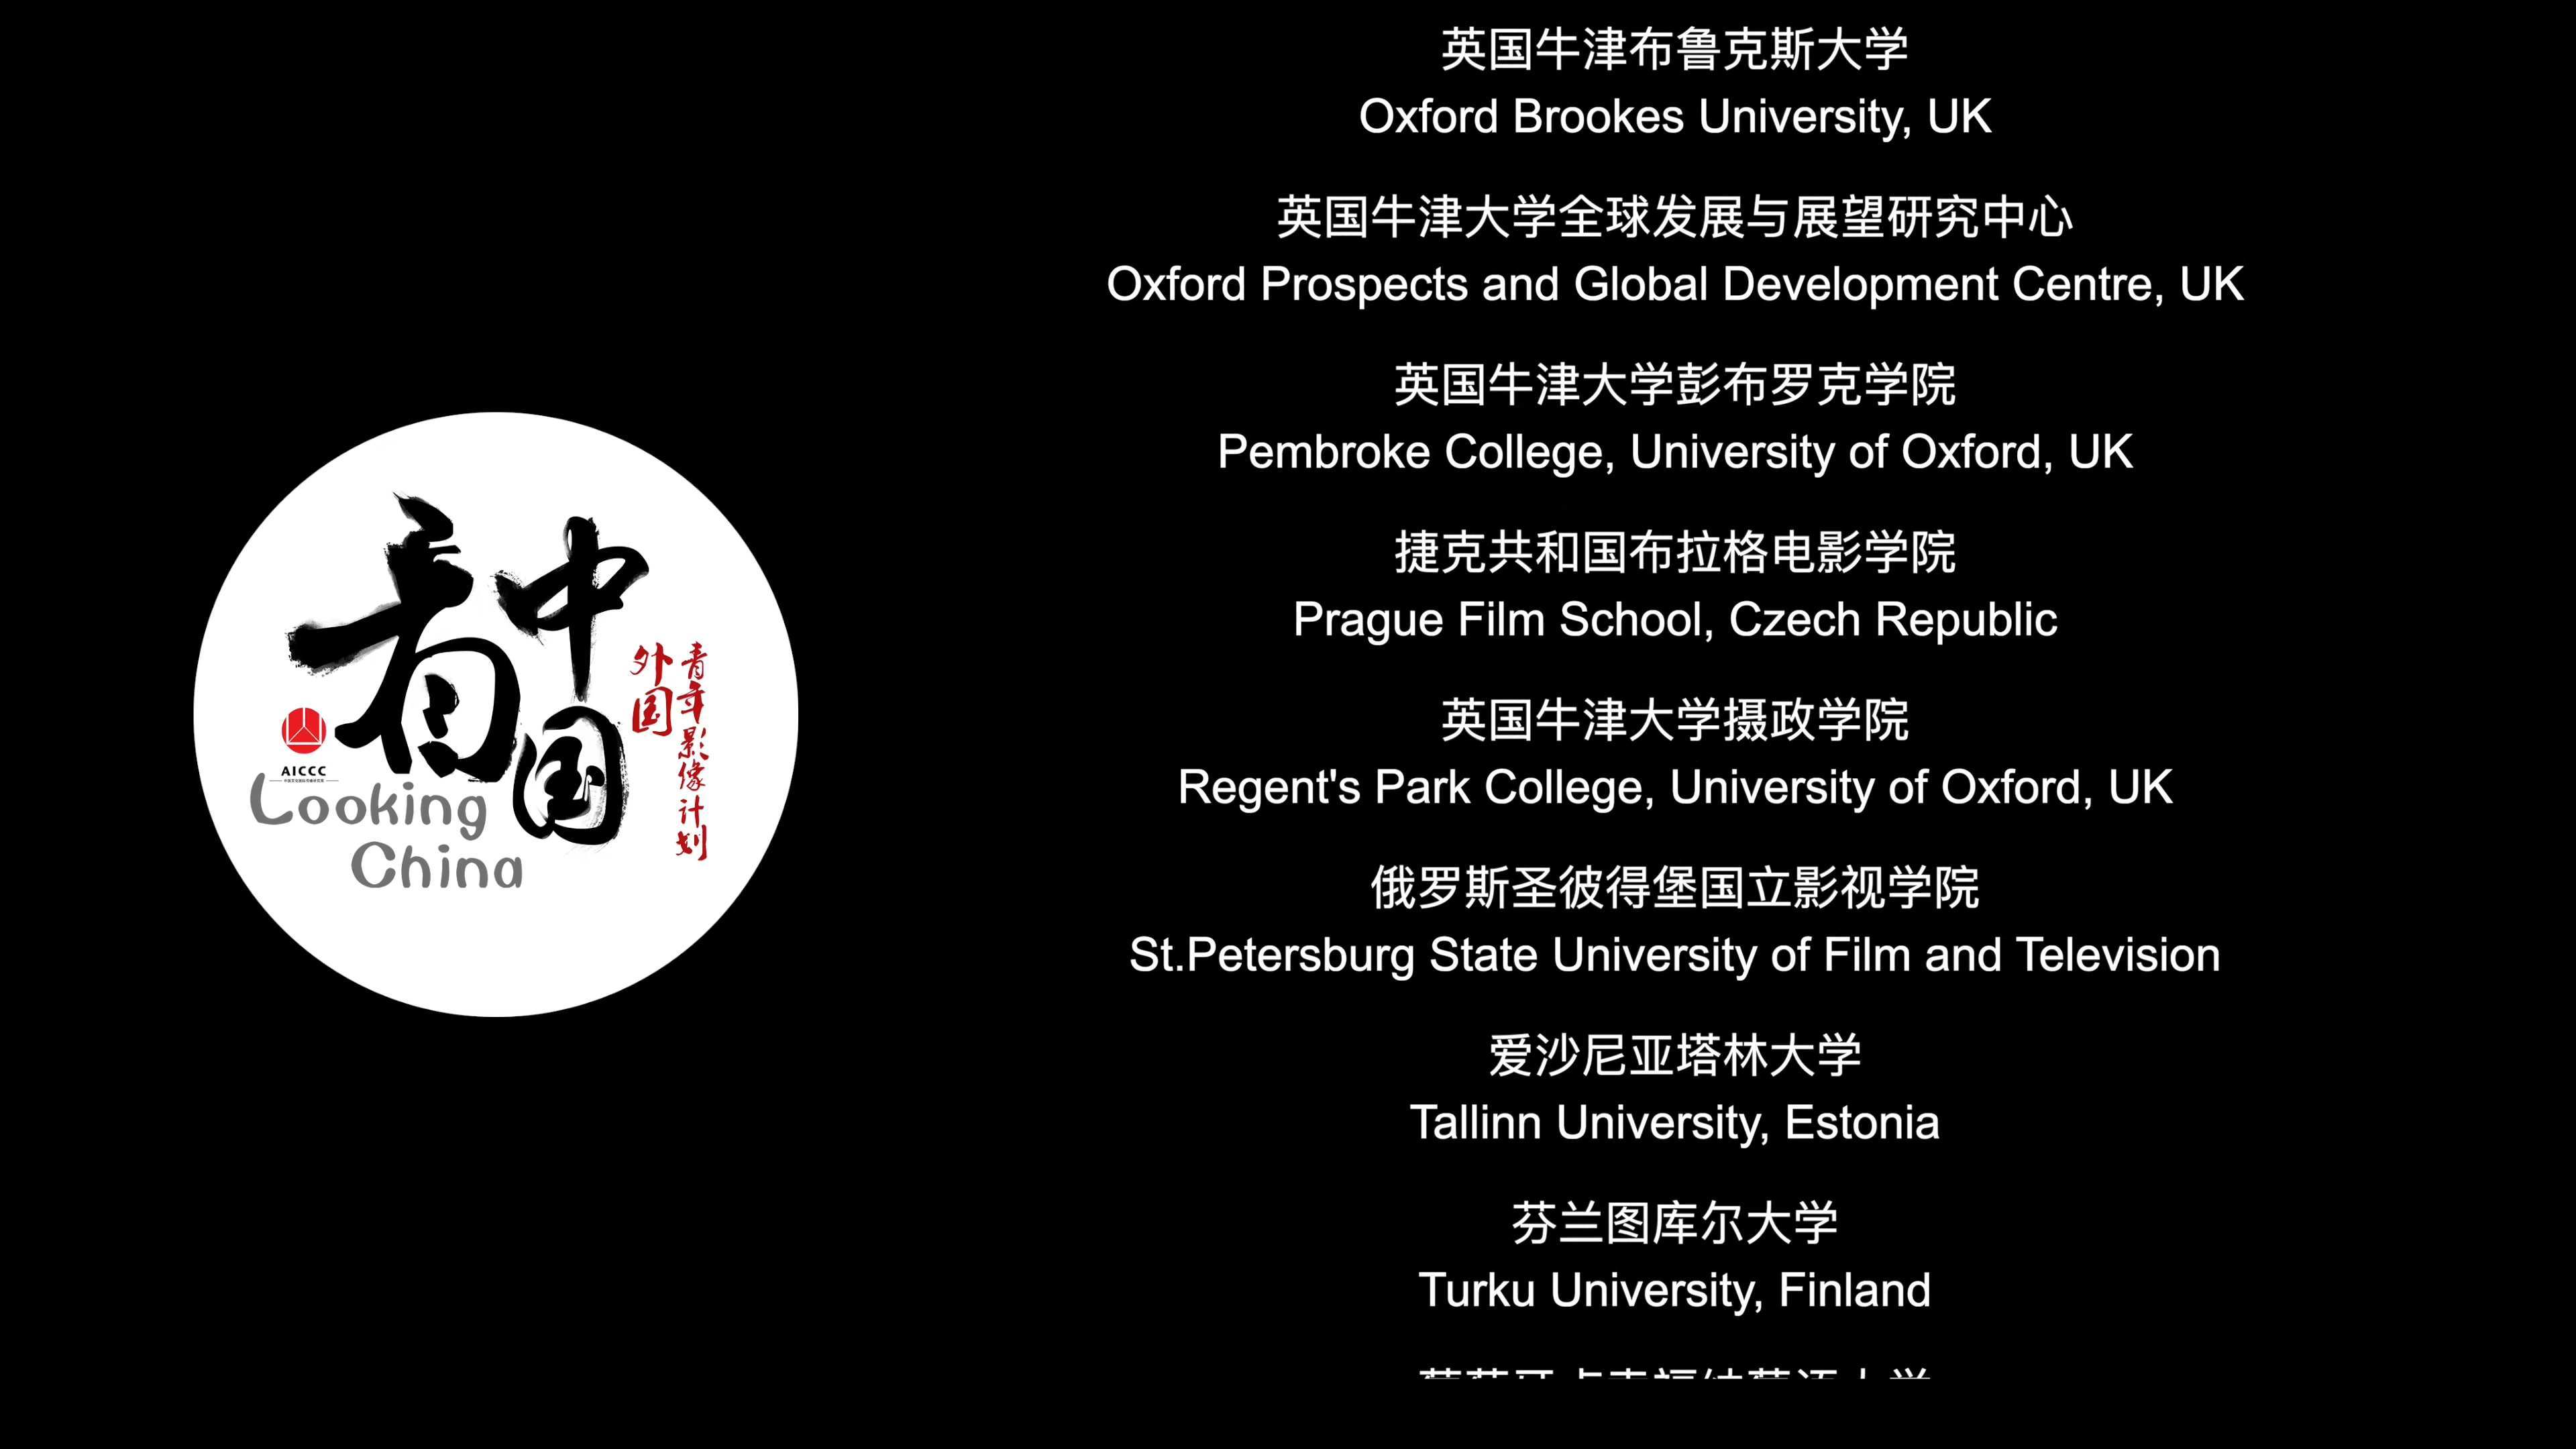 看中国
外国
青年影像计划
AICCC
Looking
China
英国牛津布鲁克斯大学
Oxford Brookes University, UK
英国牛津大学全球发展与展望研究中心
Oxford Prospects and Global Development Centre, UK
英国牛津大学彭布罗克学院
Pembroke College, University of Oxford, UK
捷克共和国布拉格电影学院
Prague Film School, Czech Republic
英国牛津大学摄政学院
Regent's Park College, University of Oxford, UK
俄罗斯圣彼得堡国立影视学院
St.Petersburg State University of Film and Television
爱沙尼亚塔林大学
Tallinn University, Estonia
芬兰图库尔大学
Turku University, Finland